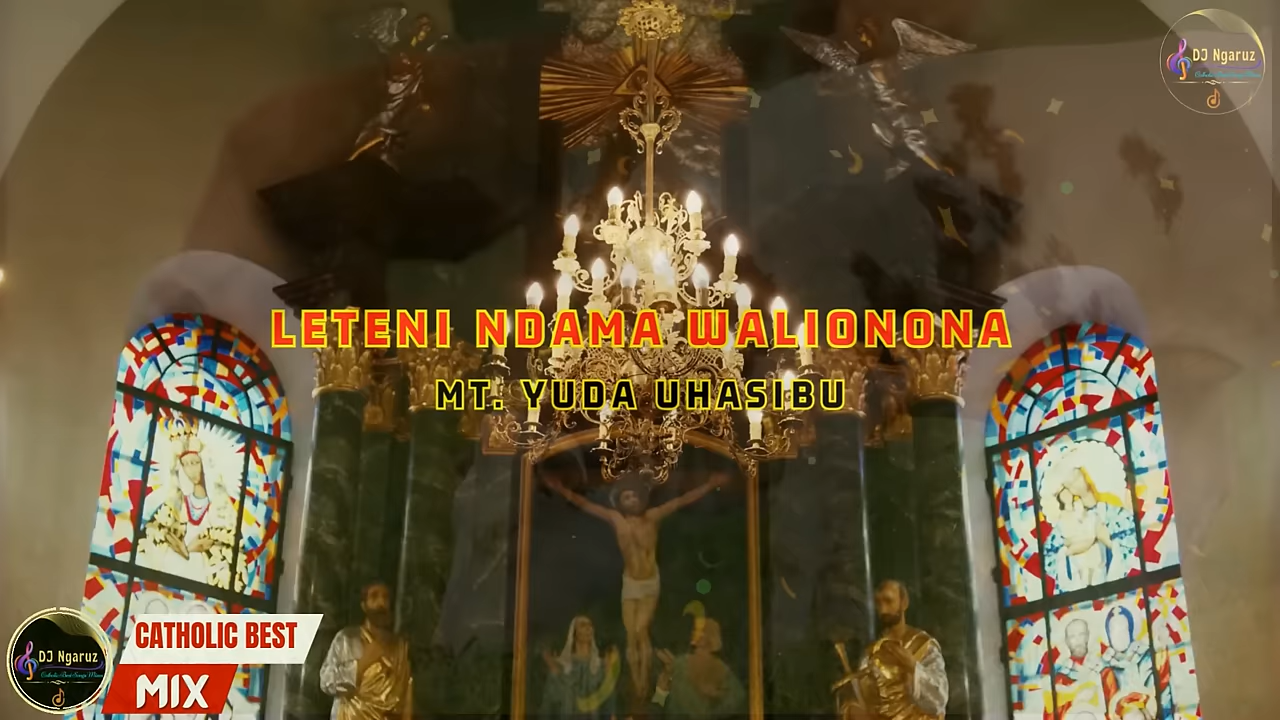 DJ Ngaruz
LETENI NDAMA WALIONONA
MT. YUDA UHASIBU
CATHOLIC BEST
MIX
DJ Ngaruz